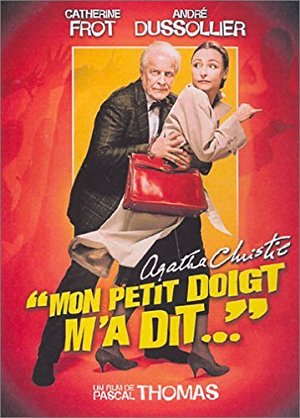 CATHERINE
FROT
ANDRÉ
DUSSOLLIER
Agatha Christie
"MON PETIT DOIGT
M'A DIT..."
UN FILM DE
PASCAL THOMAS